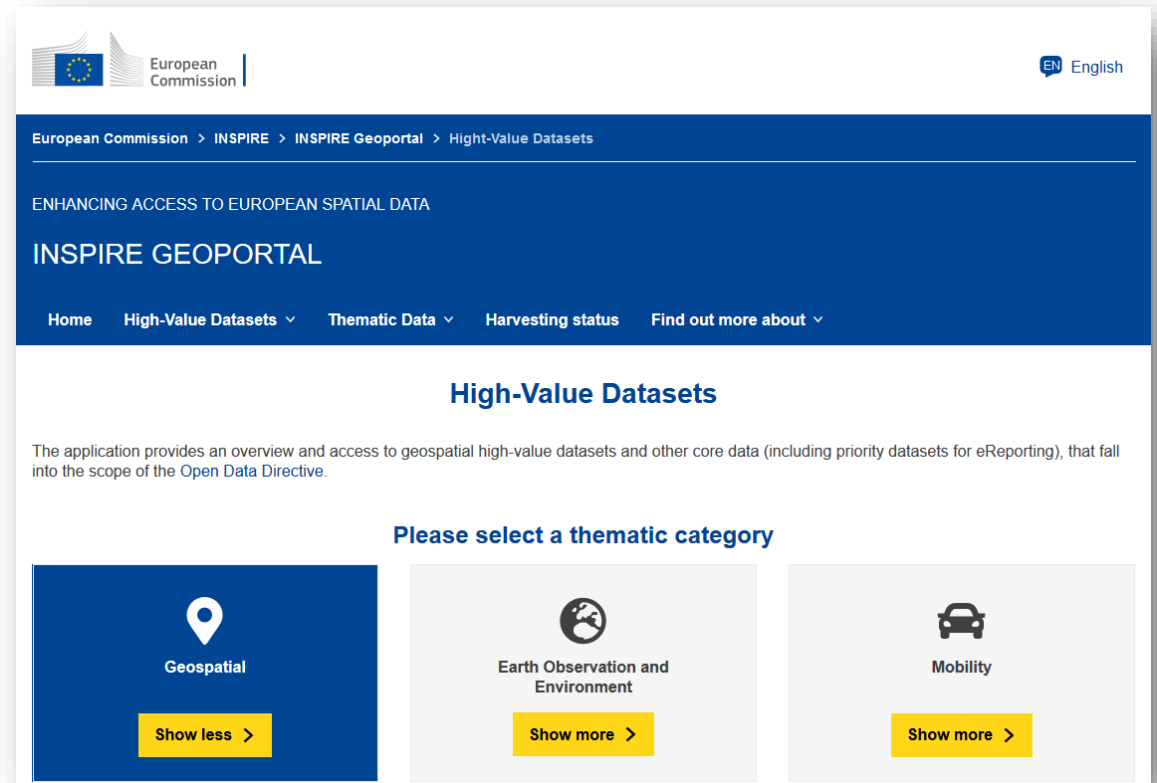 European
Commission
EN English
European Commission > INSPIRE > INSPIRE Geoportal > Hight-Value Datasets
ENHANCING ACCESS TO EUROPEAN SPATIAL DATA
INSPIRE GEOPORTAL
Home High-Value Datasets Thematic Data Harvesting status Find out more about
High-Value Datasets
The application provides an overview and access to geospatial high-value datasets and other core data (including priority datasets for eReporting), that fall
into the scope of the Open Data Directive.
Please select a thematic category
Geospatial
Show less >
Earth Observation and
Environment
Show more >
Mobility
Show more >